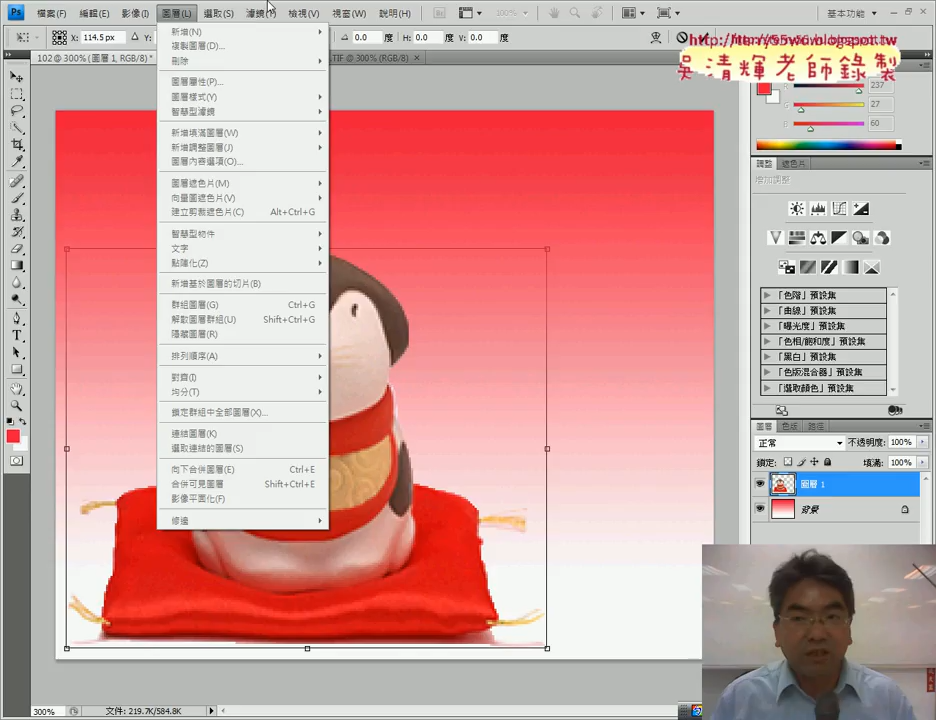 Ps 檔案(F) 編輯(E) 影像(I) 圖層(L) 選取(S) 濾鏡(T) 檢視(V) 視窗(W) 說明(H) 100% 基本功能
X: 114.5 px 0.0 度 H: 0.0 度 V: 0.0 度
吳清輝老師錄製
102 @ 300% (圖層 1, RGB/8) * .TIF @ 300% (RGB/8)
新增(N)
複製圖層(D)...
刪除
圖層屬性(P)...
圖層樣式(Y)
智慧型濾鏡
新增填滿圖層(W)
新增調整圖層(J)
圖層內容選項(O)...
圖層遮色片(M)
向量圖遮色片(V)
建立剪裁遮色片(C) Alt+Ctrl+G
智慧型物件
文字
點陣化(Z)
新增基於圖層的切片(B)
群組圖層(G) Ctrl+G
解散圖層群組(U) Shift+Ctrl+G
隱藏圖層(R)
排列順序(A)
對齊(I)
均分(T)
鎖定群組中全部圖層(X)...
連結圖層(K)
選取連結的圖層(S)
向下合併圖層(E) Ctrl+E
合併可見圖層 Shift+Ctrl+E
影像平面化(F)
修邊
R 237
G 27
B 60
調整 遮色片
增加調整
「色階」預設集
「曲線」預設集
「曝光度」預設集
「色相/飽和度」預設集
「黑白」預設集
「色版混合器」預設集
「選取顏色」預設集
圖層 色版 路徑
正常 不透明度: 100%
鎖定: 填滿: 100%
圖層 1
背景
300% 文件: 219.7K/584.8K